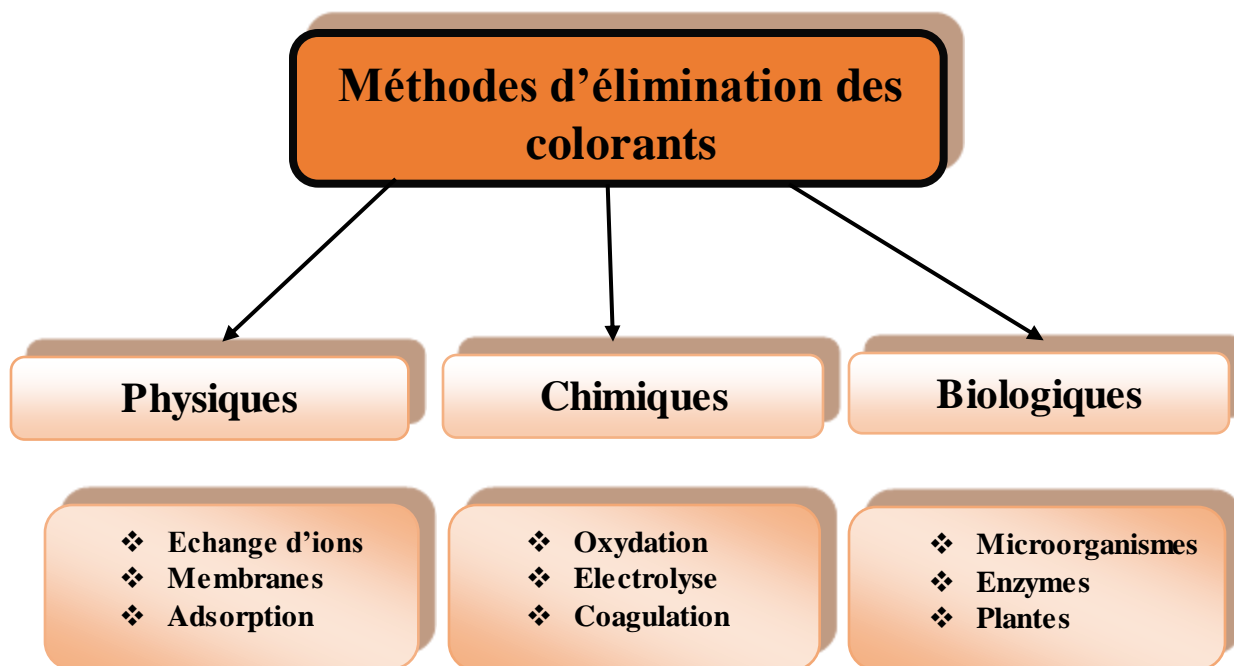 Méthodes d’élimination des
colorants
Physiques
Chimiques
Biologiques
❖ Echange d’ions
❖ Membranes
❖ Adsorption
❖ Oxydation
❖ Electrolyse
❖ Coagulation
❖ Microorganismes
❖ Enzymes
❖ Plantes